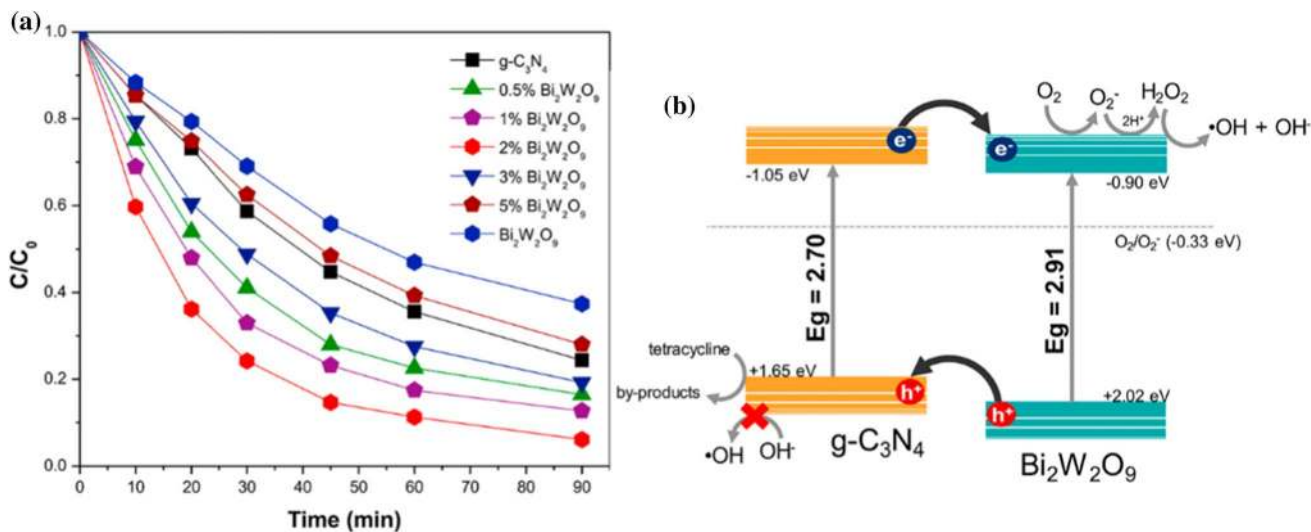 (a)
1.0
0.8
0.6
0.4
0.2
0.0
C/C₀
0
10
20
30
40
50
60
70
80
90
Time (min)
g-C₃N₄
0.5% Bi₂W₂O₉
1% Bi₂W₂O₉
2% Bi₂W₂O₉
3% Bi₂W₂O₉
5% Bi₂W₂O₉
Bi₂W₂O₉
(b)
O₂
O₂⁻
H₂O₂
2H⁺
•OH + OH⁻
e⁻
e⁻
-1.05 eV
-0.90 eV
O₂/O₂⁻ (-0.33 eV)
Eg = 2.70
Eg = 2.91
tetracycline
+1.65 eV
by-products
h⁺
+2.02 eV
h⁺
•OH
OH⁻
g-C₃N₄
Bi₂W₂O₉